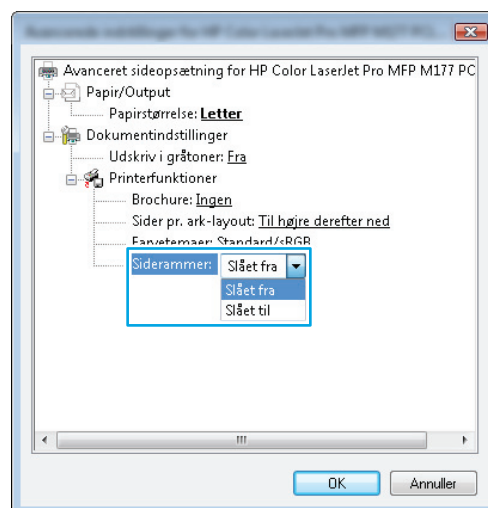 Avanceret sideopsætning for HP Color LaserJet Pro MFP M177 PC
Papir/Output
Papirstørrelse: Letter
Dokumentindstillinger
Udskriv i gråtoner: Fra
Printerfunktioner
Brochure: Ingen
Sider pr. ark-layout: Til højre derefter ned
Farvetemaer: Standard/sRGB
Siderammer: Slået fra
Slået fra
Slået til
OK Annuller